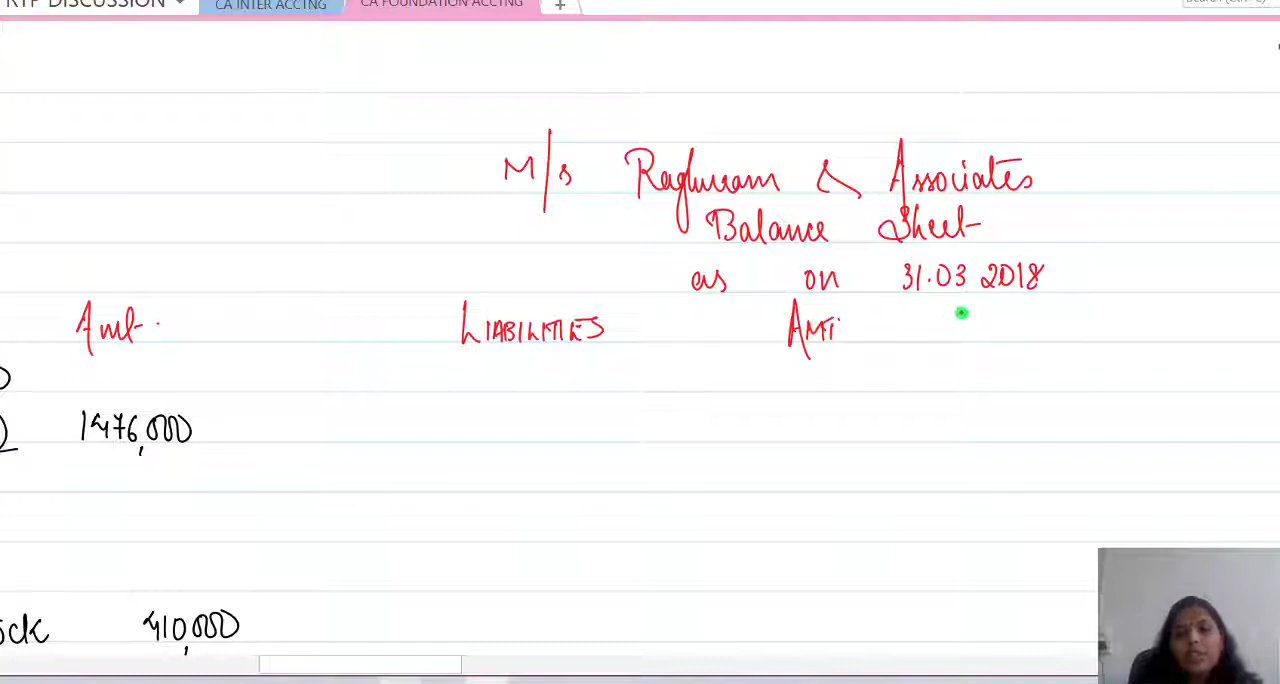 RTP DISCUSSION CA INTER ACCTNG CA FOUNDATION ACCTNG +
M/s Raghuram & Associates
Balance Sheet
as on 31.03 2018
Amt. LIABILITIES AMT
1476,000
410,000